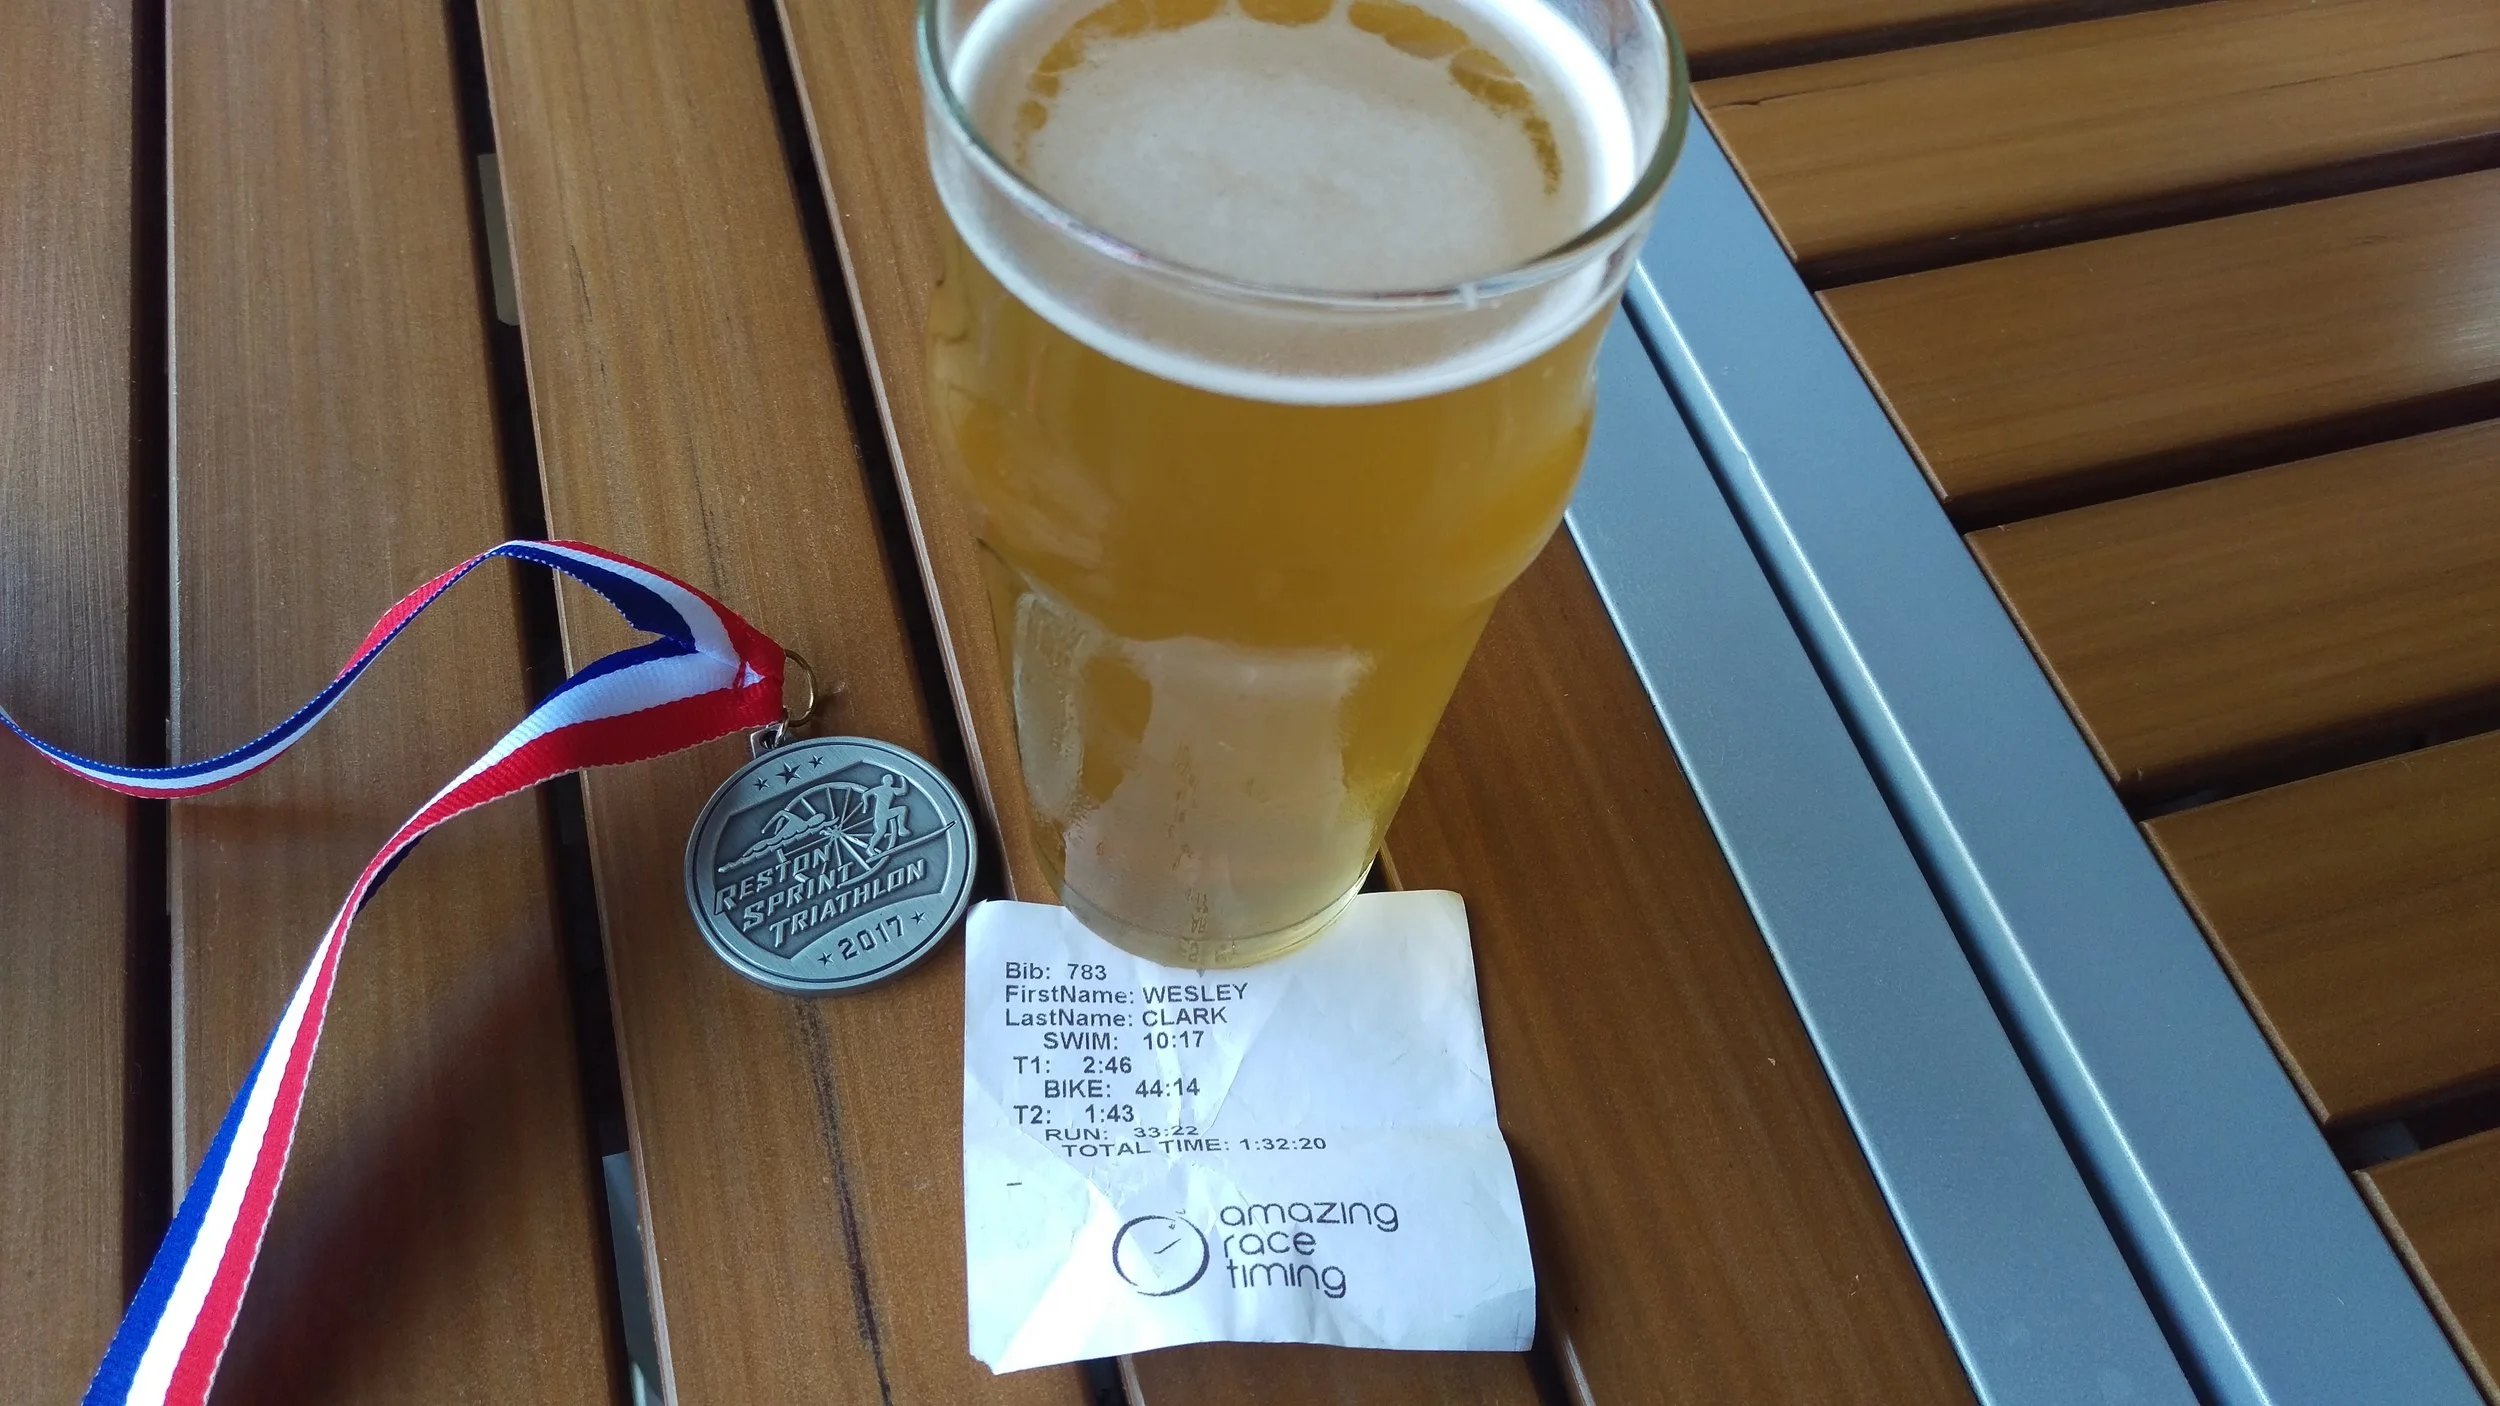 RESTON
SPRINT
TRIATHLON
2017
Bib: 783
FirstName: WESLEY
LastName: CLARK
SWIM: 10:17
T1: 2:46
BIKE: 44:14
T2: 1:43
RUN: 33:22
TOTAL TIME: 1:32:20
amazing
race
timing